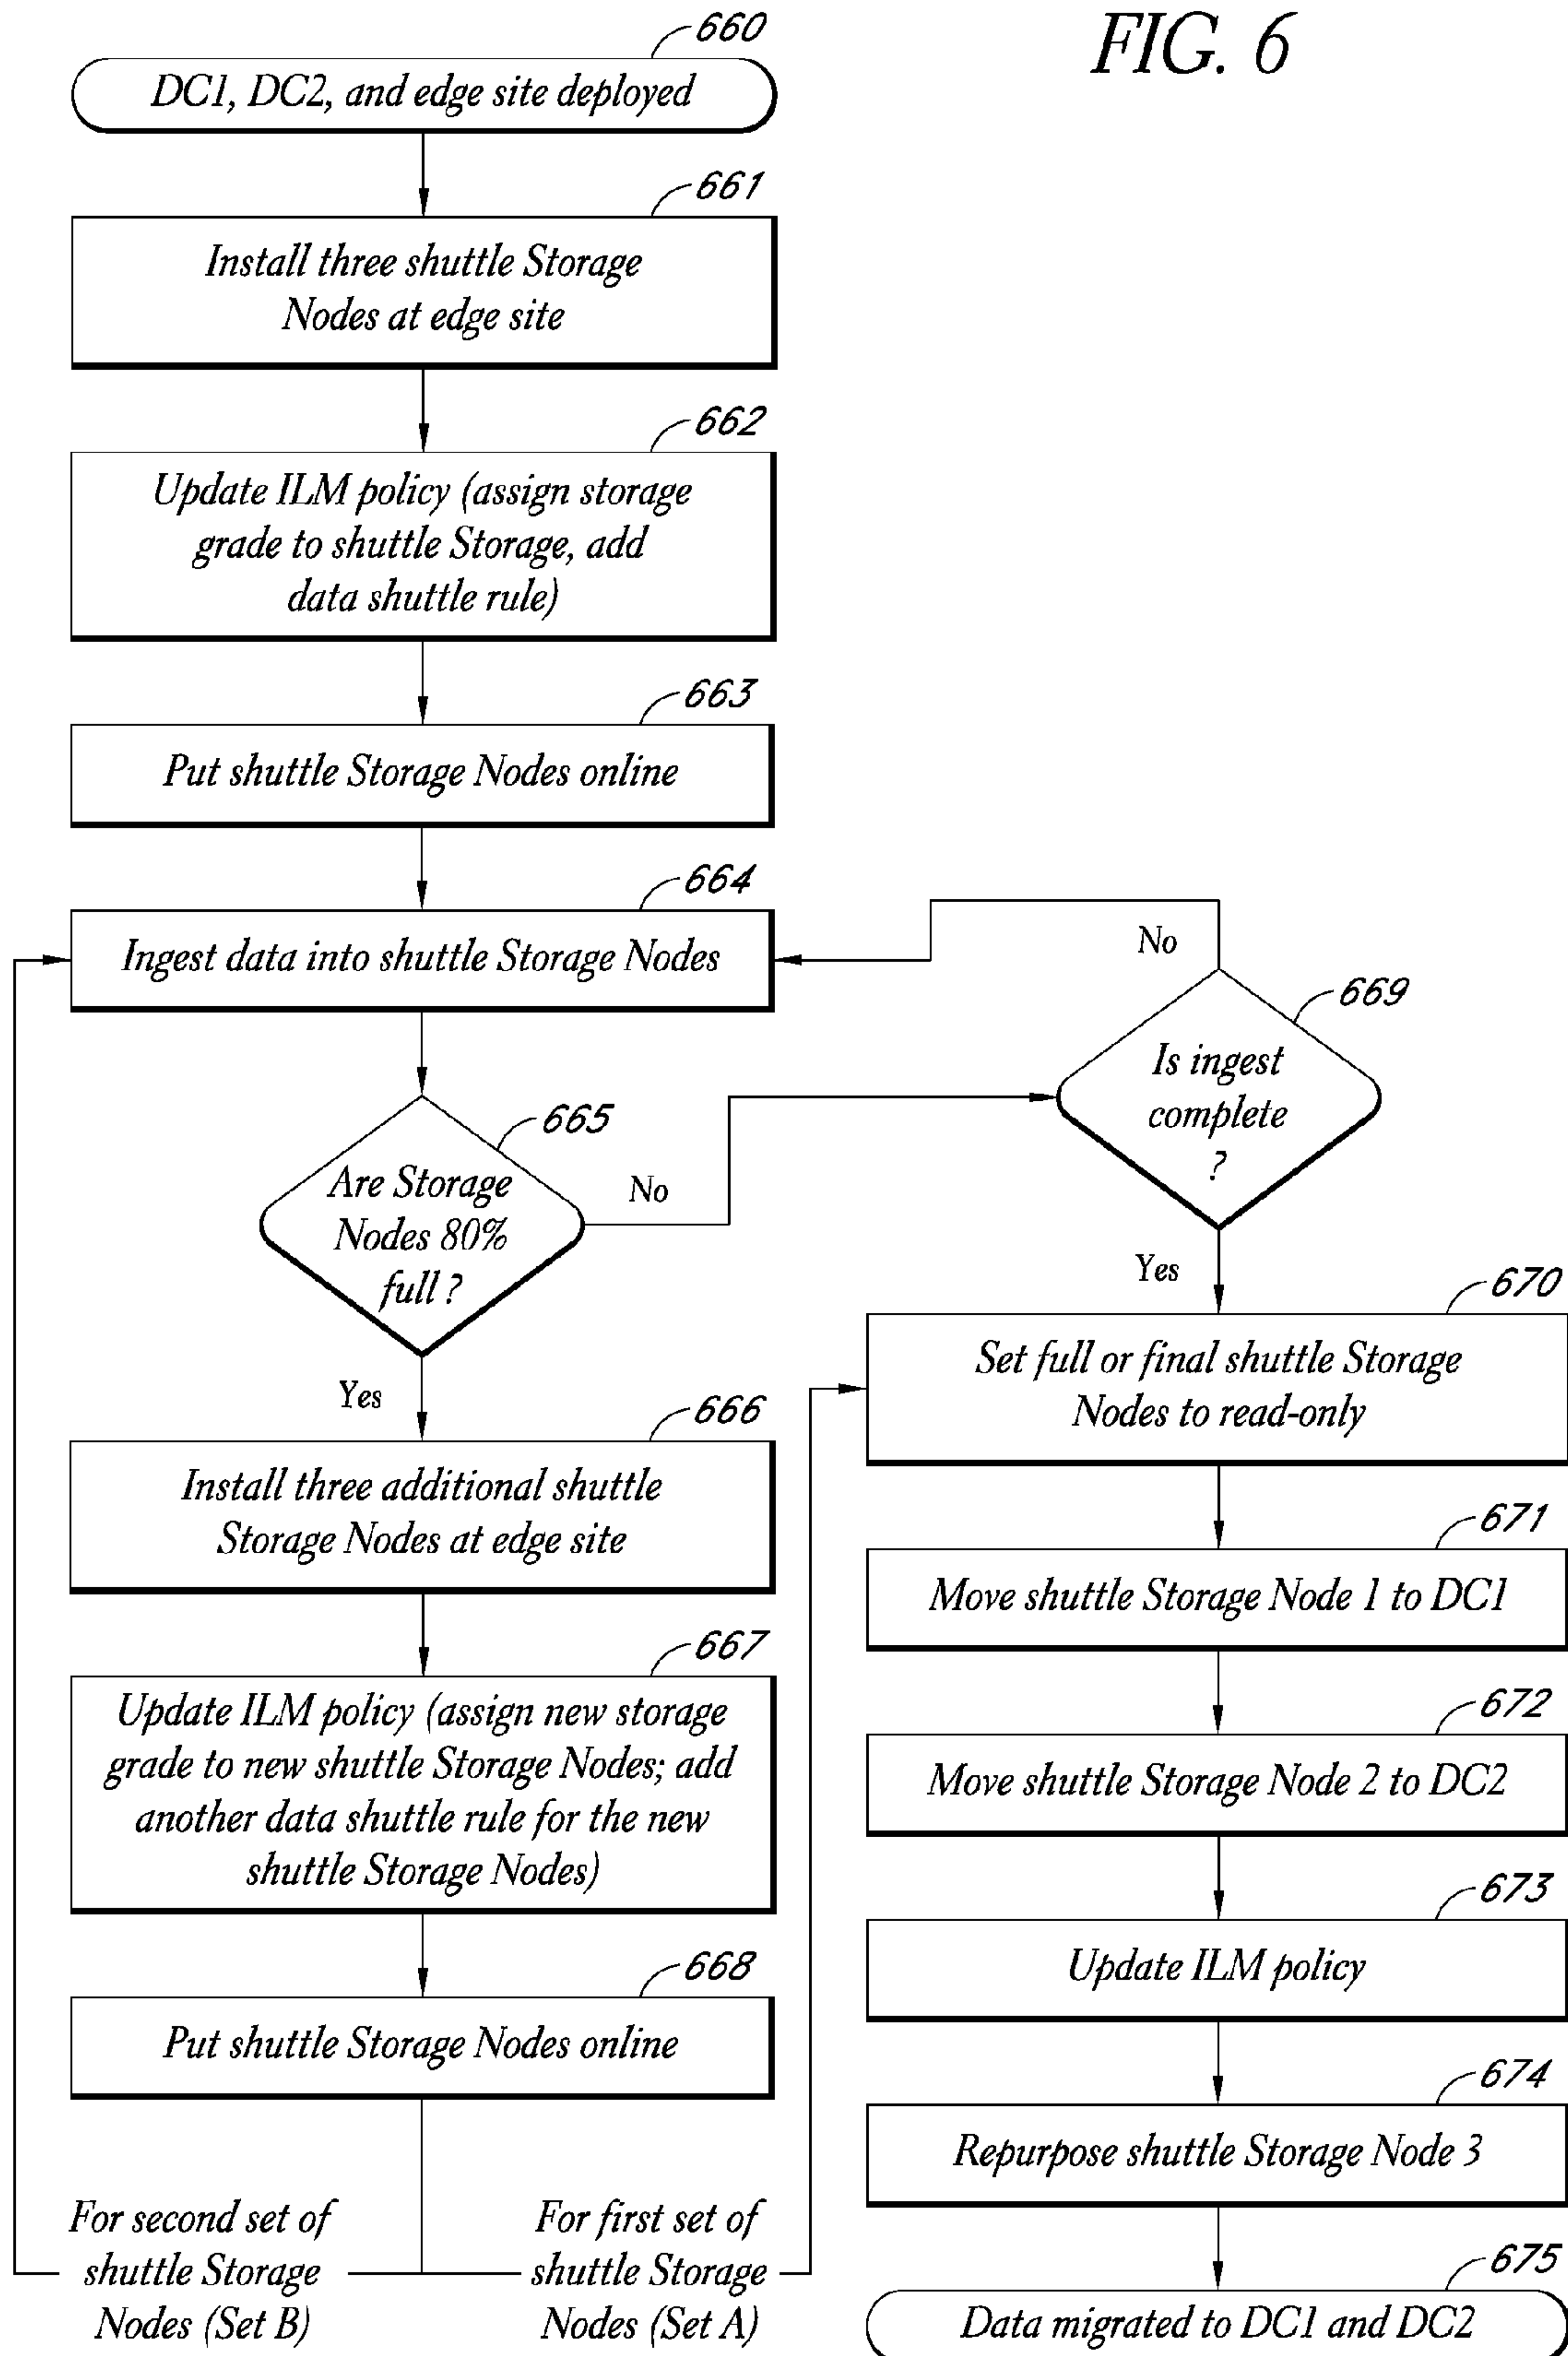 FIG. 6
660
DC1, DC2, and edge site deployed
661
Install three shuttle Storage
Nodes at edge site
662
Update ILM policy (assign storage
grade to shuttle Storage, add
data shuttle rule)
663
Put shuttle Storage Nodes online
664
Ingest data into shuttle Storage Nodes
665
Are Storage
Nodes 80%
full ?
No
Yes
666
Install three additional shuttle
Storage Nodes at edge site
667
Update ILM policy (assign new storage
grade to new shuttle Storage Nodes; add
another data shuttle rule for the new
shuttle Storage Nodes)
668
Put shuttle Storage Nodes online
For second set of
shuttle Storage
Nodes (Set B)
For first set of
shuttle Storage
Nodes (Set A)
No
669
Is ingest
complete
?
Yes
670
Set full or final shuttle Storage
Nodes to read-only
671
Move shuttle Storage Node 1 to DC1
672
Move shuttle Storage Node 2 to DC2
673
Update ILM policy
674
Repurpose shuttle Storage Node 3
675
Data migrated to DC1 and DC2